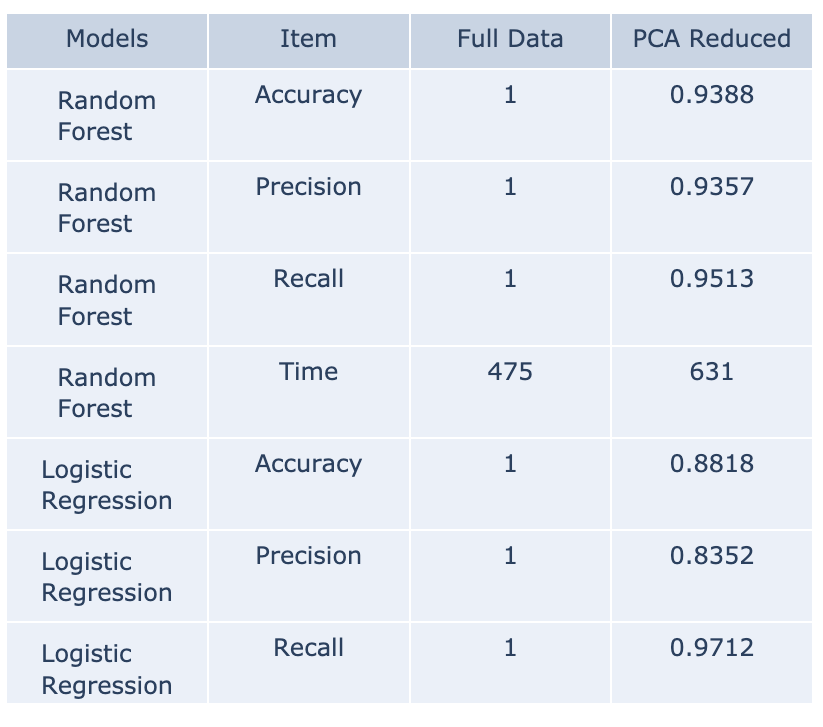 Models Item Full Data PCA Reduced
Random Forest Accuracy 1 0.9388
Random Forest Precision 1 0.9357
Random Forest Recall 1 0.9513
Random Forest Time 475 631
Logistic Regression Accuracy 1 0.8818
Logistic Regression Precision 1 0.8352
Logistic Regression Recall 1 0.9712